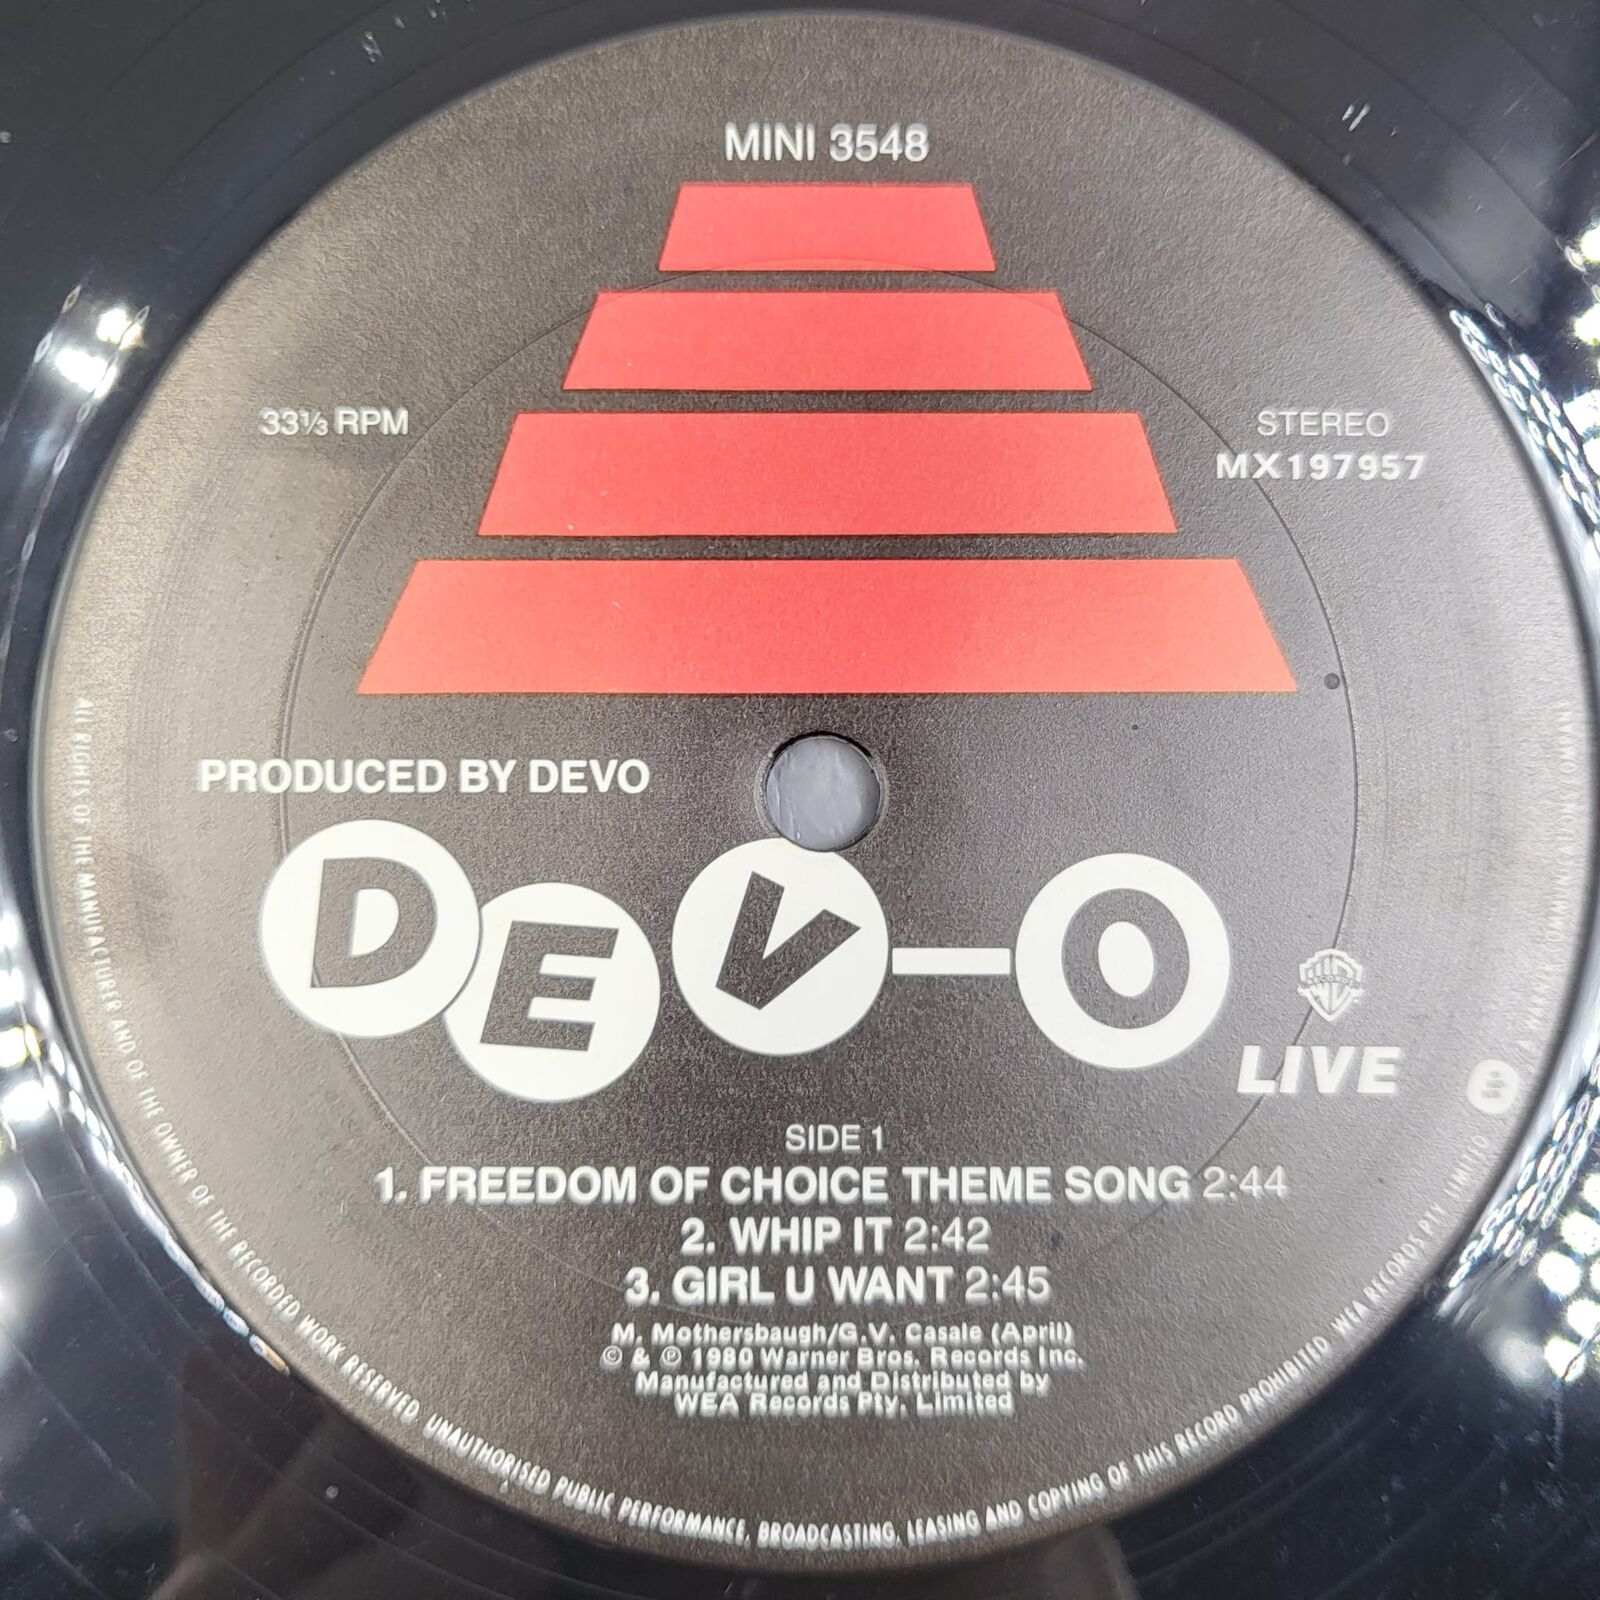 MINI 3548
33⅓ RPM
STEREO
MX197957
PRODUCED BY DEVO
DEV-O
LIVE
SIDE 1
1. FREEDOM OF CHOICE THEME SONG 2:44
2. WHIP IT 2:42
3. GIRL U WANT 2:45
M. Mothersbaugh/G.V. Casale (April)
© & ℗ 1980 Warner Bros. Records Inc.
Manufactured and Distributed by
WEA Records Pty. Limited
ALL RIGHTS OF THE MANUFACTURER AND OF THE OWNER OF THE RECORDED WORK RESERVED. UNAUTHORISED PUBLIC PERFORMANCE, BROADCASTING, LEASING AND COPYING OF THIS RECORD PROHIBITED. WEA RECORDS PTY. LIMITED A WARNER COMMUNICATIONS COMPANY